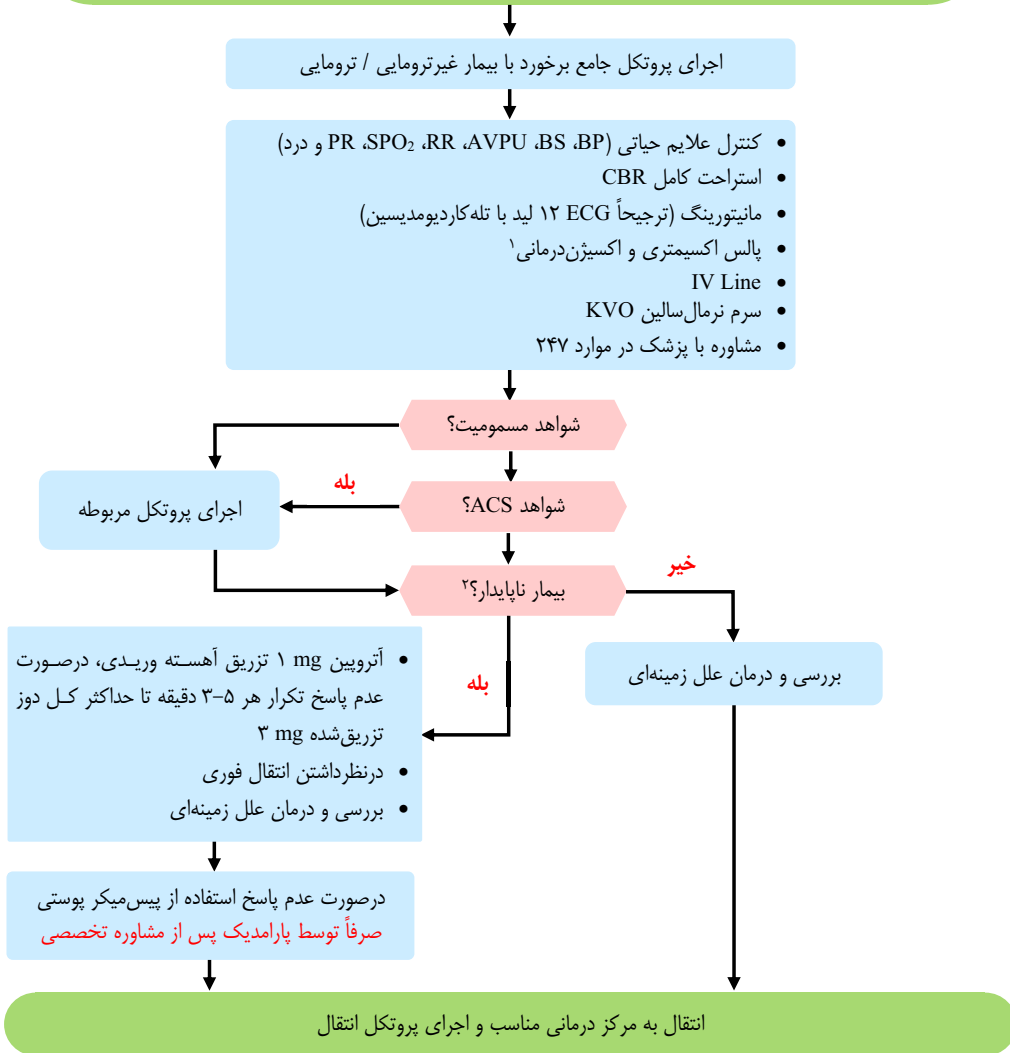 اجرای پروتکل جامع برخورد با بیمار غیرترومایی / ترومایی
• کنترل علایم حیاتی (PR ،SPO₂ ،RR ،AVPU ،BS ،BP و درد)
• استراحت کامل CBR
• مانیتورینگ (ترجیحاً ECG ۱۲ لید با تله‌کاردیومدیسین)
• پالس اکسیمتری و اکسیژن‌درمانی۱
• IV Line
• سرم نرمال‌سالین KVO
• مشاوره با پزشک در موارد ۲۴۷
شواهد مسمومیت؟
شواهد ACS؟
بله
اجرای پروتکل مربوطه
بیمار ناپایدار؟۲
خیر
بله
بررسی و درمان علل زمینه‌ای
• آتروپین ۱ mg تزریق آهسته وریدی، درصورت
عدم پاسخ تکرار هر ۵–۳ دقیقه تا حداکثر کل دوز
تزریق‌شده ۳ mg
• درنظرداشتن انتقال فوری
• بررسی و درمان علل زمینه‌ای
درصورت عدم پاسخ استفاده از پیس‌میکر پوستی
صرفاً توسط پارامدیک پس از مشاوره تخصصی
انتقال به مرکز درمانی مناسب و اجرای پروتکل انتقال